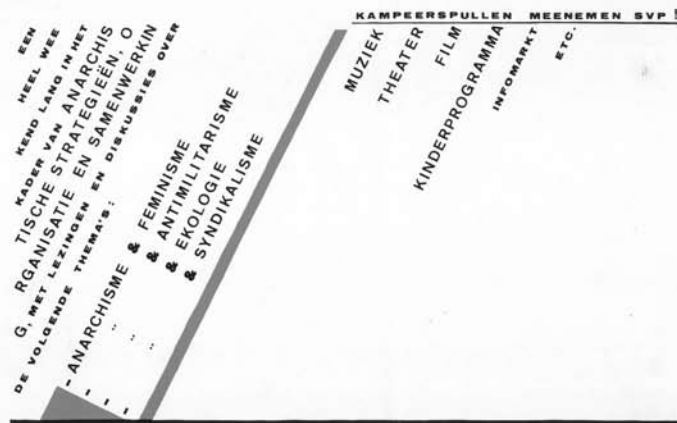 KAMPEERSPULLEN MEENEMEN SVP !
EEN
HEEL WEE
KEND LANG IN HET
KADER VAN ANARCHIS
TISCHE STRATEGIEËN, O
RGANISATIE EN SAMENWERKIN
G, MET LEZINGEN EN DISKUSSIES OVER
DE VOLGENDE THEMA'S:
- ANARCHISME & FEMINISME
- " & ANTIMILITARISME
- " & EKOLOGIE
- " & SYNDIKALISME
MUZIEK
THEATER
FILM
KINDERPROGRAMMA
INFOMARKT
ETC.